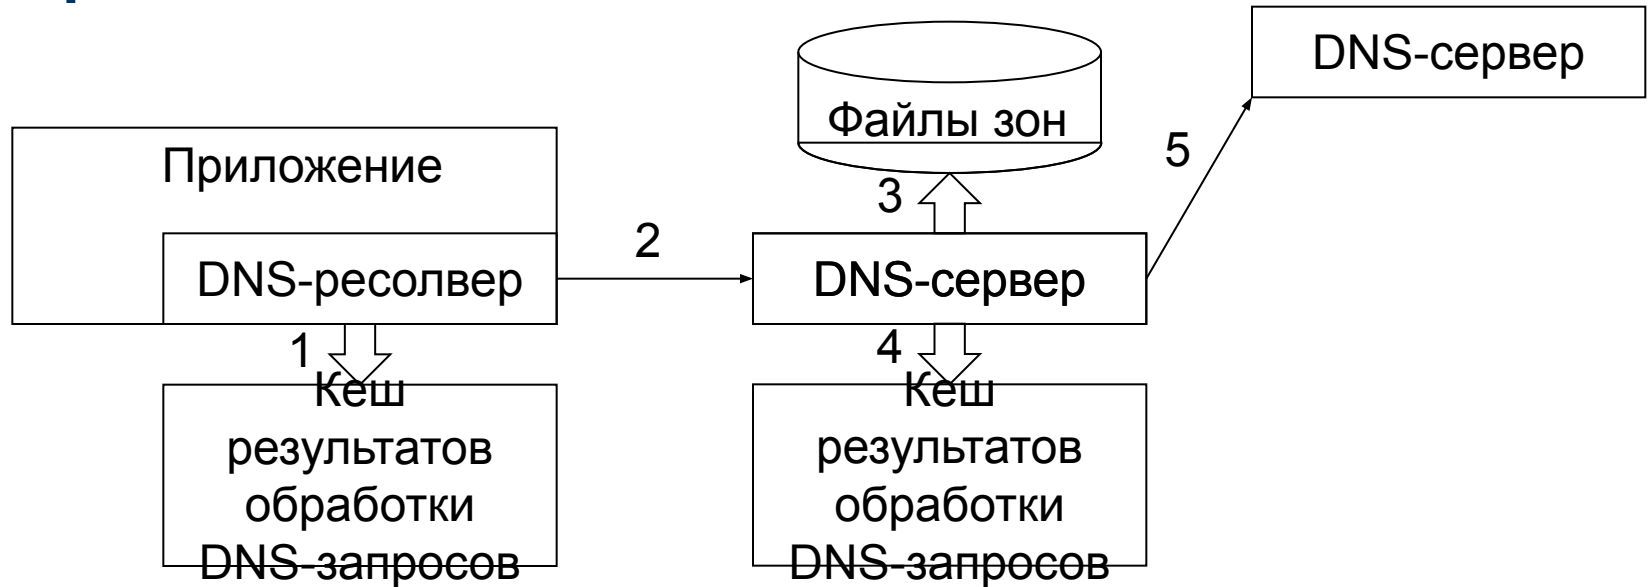 DNS-сервер
Файлы зон
5
Приложение
3
2
DNS-ресолвер
DNS-сервер
1
4
Кеш
результатов
обработки
DNS-запросов
Кеш
результатов
обработки
DNS-запросов